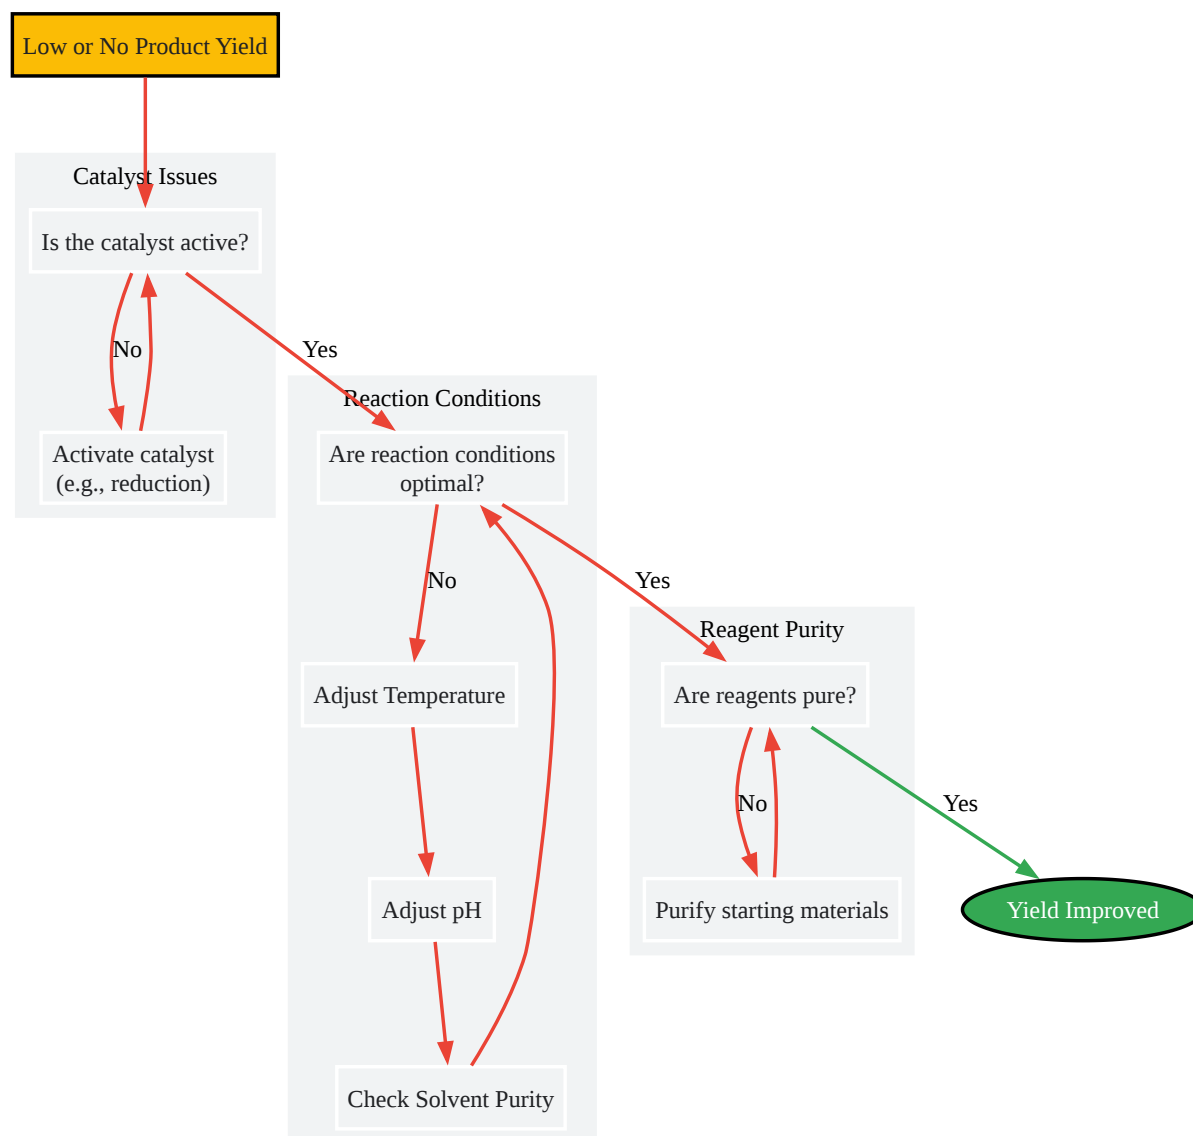 Low or No Product Yield
Catalyst Issues
Is the catalyst active?
No
Yes
Activate catalyst
(e.g., reduction)
Reaction Conditions
Are reaction conditions
optimal?
No
Yes
Adjust Temperature
Adjust pH
Check Solvent Purity
Reagent Purity
Are reagents pure?
No
Yes
Purify starting materials
Yield Improved